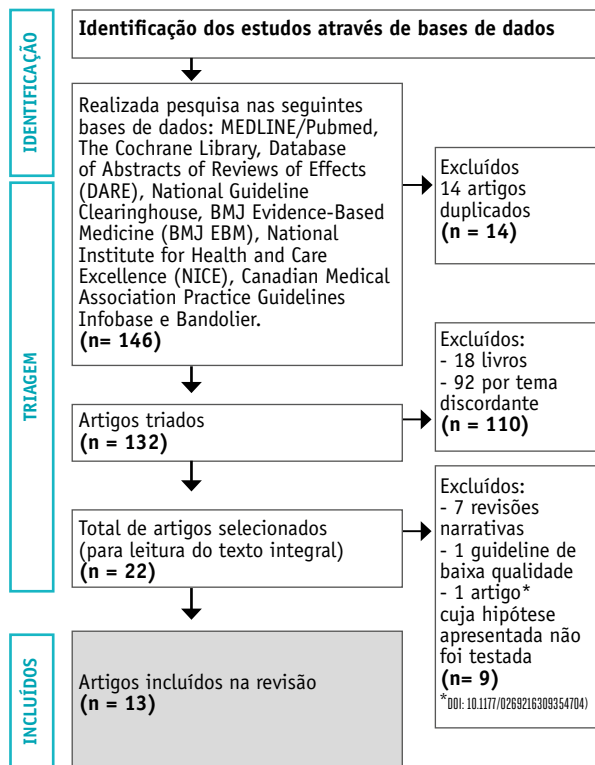 IDENTIFICAÇÃO
Identificação dos estudos através de bases de dados
Realizada pesquisa nas seguintes
bases de dados: MEDLINE/Pubmed,
The Cochrane Library, Database
of Abstracts of Reviews of Effects
(DARE), National Guideline
Clearinghouse, BMJ Evidence-Based
Medicine (BMJ EBM), National
Institute for Health and Care
Excellence (NICE), Canadian Medical
Association Practice Guidelines
Infobase e Bandolier.
(n= 146)
Excluídos
14 artigos
duplicados
(n = 14)
TRIAGEM
Artigos triados
(n = 132)
Excluídos:
- 18 livros
- 92 por tema
discordante
(n = 110)
Total de artigos selecionados
(para leitura do texto integral)
(n = 22)
Excluídos:
- 7 revisões
narrativas
- 1 guideline de
baixa qualidade
- 1 artigo*
cuja hipótese
apresentada não
foi testada
(n= 9)
*DOI: 10.1177/0269216309354704)
INCLUÍDOS
Artigos incluídos na revisão
(n = 13)